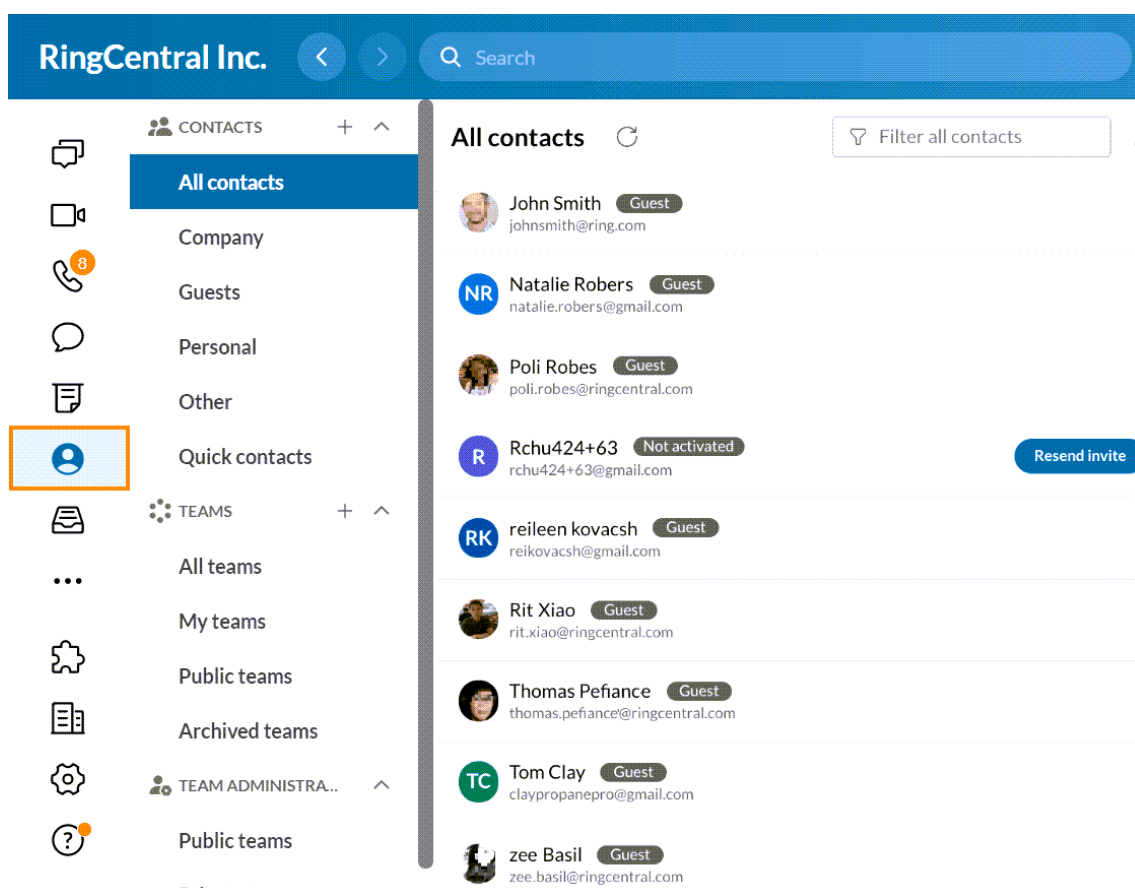 RingCentral Inc.
Search
CONTACTS
All contacts
Company
Guests
Personal
Other
Quick contacts
TEAMS
All teams
My teams
Public teams
Archived teams
TEAM ADMINISTRA...
Public teams
8
All contacts
Filter all contacts
John Smith Guest
johnsmith@ring.com
NR
Natalie Robers Guest
natalie.robers@gmail.com
Poli Robes Guest
poli.robes@ringcentral.com
R
Rchu424+63 Not activated
rchu424+63@gmail.com
Resend invite
RK
reileen kovacsh Guest
reikovacsh@gmail.com
Rit Xiao Guest
rit.xiao@ringcentral.com
Thomas Pefiance Guest
thomas.pefiance@ringcentral.com
TC
Tom Clay Guest
claypropanepro@gmail.com
zee Basil Guest
zee.basil@ringcentral.com